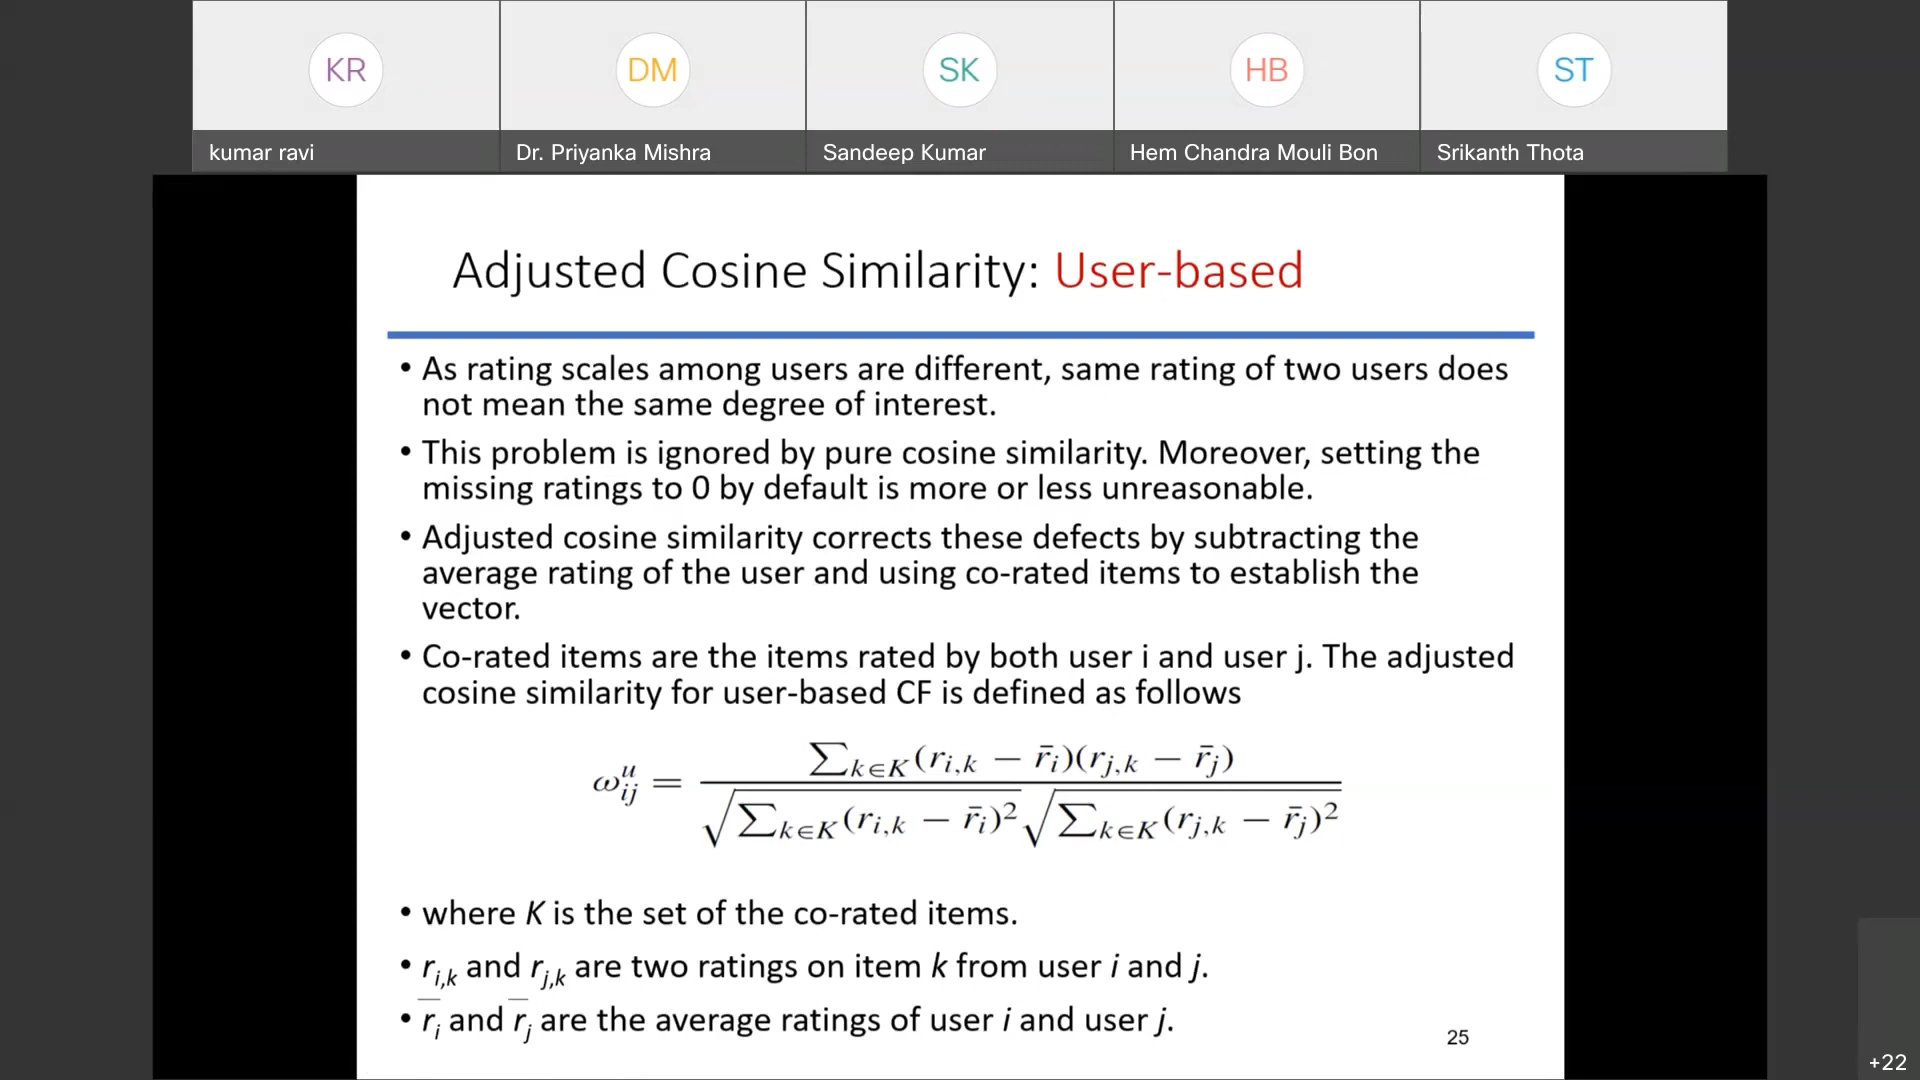 KR
DM
SK
HB
ST
kumar ravi
Dr. Priyanka Mishra
Sandeep Kumar
Hem Chandra Mouli Bon
Srikanth Thota
Adjusted Cosine Similarity: User-based
• As rating scales among users are different, same rating of two users does
not mean the same degree of interest.
• This problem is ignored by pure cosine similarity. Moreover, setting the
missing ratings to 0 by default is more or less unreasonable.
• Adjusted cosine similarity corrects these defects by subtracting the
average rating of the user and using co-rated items to establish the
vector.
• Co-rated items are the items rated by both user i and user j. The adjusted
cosine similarity for user-based CF is defined as follows
ω^u_{ij} = \frac{∑_{k∈K}(r_{i,k} − r̄_i)(r_{j,k} − r̄_j)}{√{∑_{k∈K}(r_{i,k} − r̄_i)^2} √{∑_{k∈K}(r_{j,k} − r̄_j)^2}}
• where K is the set of the co-rated items.
• r_{i,k} and r_{j,k} are two ratings on item k from user i and j.
• r̄_i and r̄_j are the average ratings of user i and user j.
25
+22